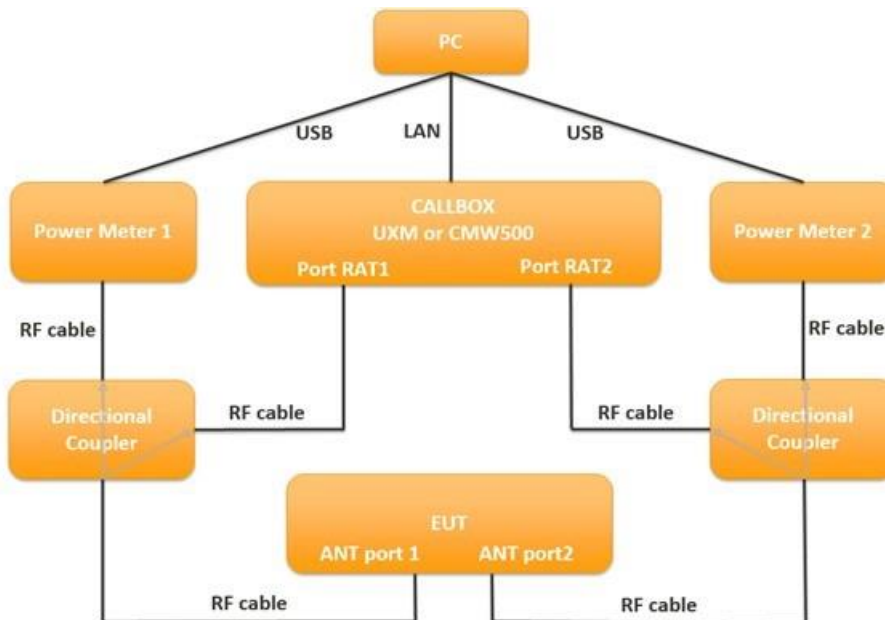 PC
USB
LAN
USB
Power Meter 1
CALLBOX
UXM or CMW500
Port RAT1
Port RAT2
Power Meter 2
RF cable
RF cable
Directional
Coupler
RF cable
RF cable
Directional
Coupler
EUT
ANT port 1
ANT port2
RF cable
RF cable